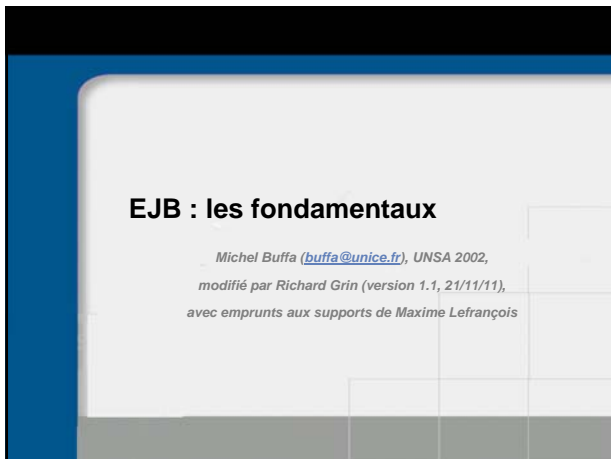 EJB : les fondamentaux
Michel Buffa (buffa@unice.fr), UNSA 2002,
modifié par Richard Grin (version 1.1, 21/11/11),
avec emprunts aux supports de Maxime Lefrançois